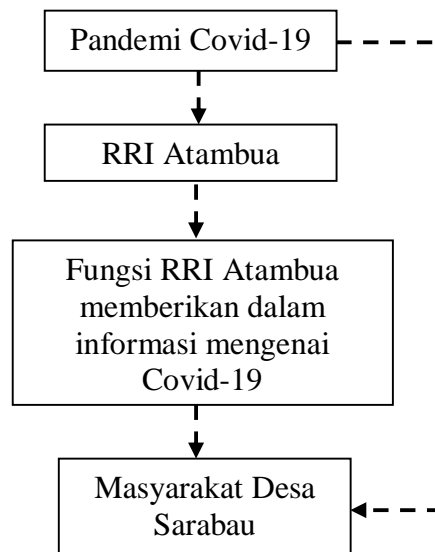 Pandemi Covid-19
RRI Atambua
Fungsi RRI Atambua
memberikan dalam
informasi mengenai
Covid-19
Masyarakat Desa
Sarabau